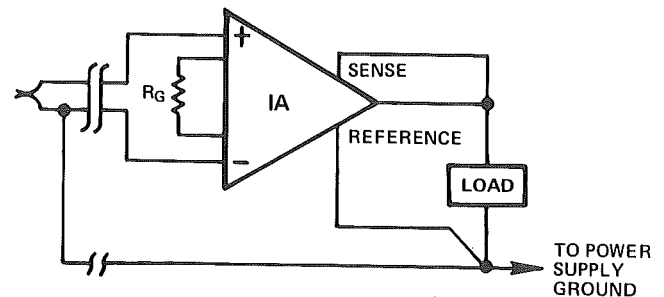 +
SENSE
RG
IA
REFERENCE
−
LOAD
TO POWER
SUPPLY
GROUND